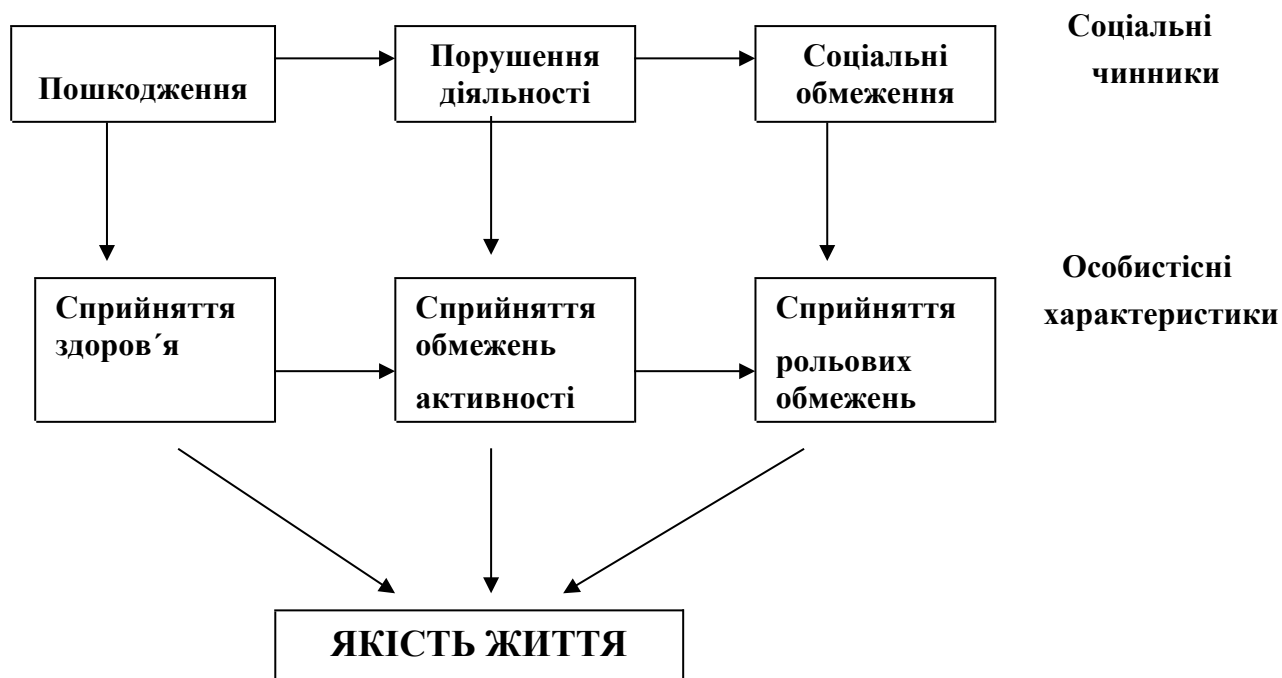 Пошкодження
Порушення
діяльності
Соціальні
обмеження
Соціальні
чинники
Сприйняття
здоров´я
Сприйняття
обмежень
активності
Сприйняття
рольових
обмежень
Особистісні
характеристики
ЯКІСТЬ ЖИТТЯ